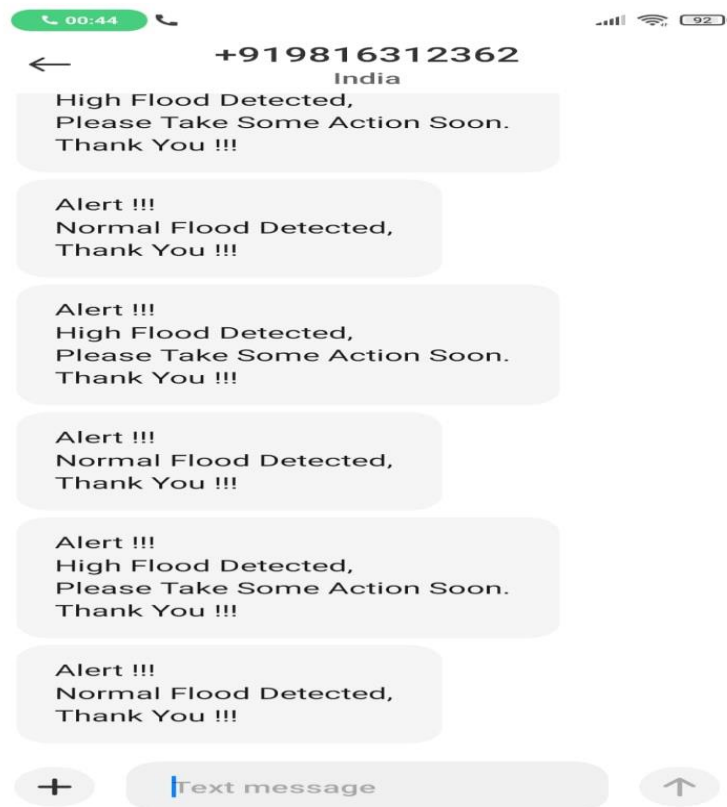 00:44
92
+919816312362
India
High Flood Detected,
Please Take Some Action Soon.
Thank You !!!
Alert !!!
Normal Flood Detected,
Thank You !!!
Alert !!!
High Flood Detected,
Please Take Some Action Soon.
Thank You !!!
Alert !!!
Normal Flood Detected,
Thank You !!!
Alert !!!
High Flood Detected,
Please Take Some Action Soon.
Thank You !!!
Alert !!!
Normal Flood Detected,
Thank You !!!
Text message